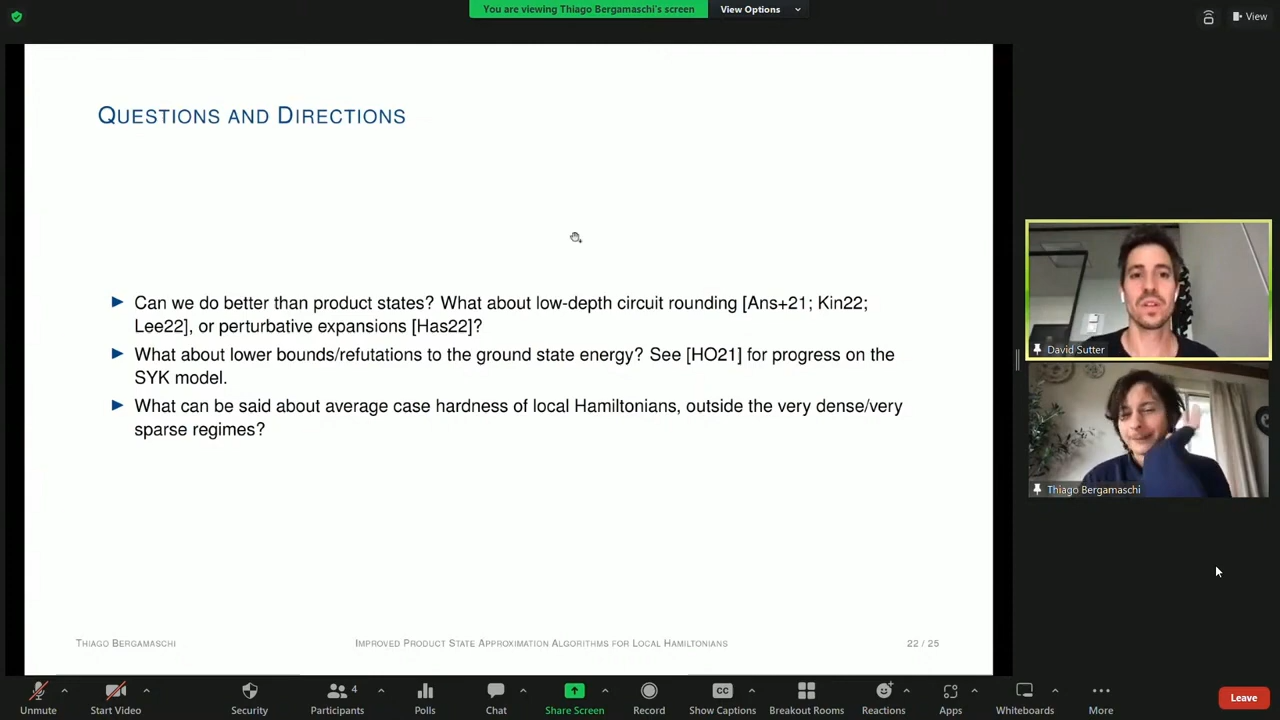 You are viewing Thiago Bergamaschi's screen
View Options
View
QUESTIONS AND DIRECTIONS
Can we do better than product states? What about low-depth circuit rounding [Ans+21; Kin22;
Lee22], or perturbative expansions [Has22]?
What about lower bounds/refutations to the ground state energy? See [HO21] for progress on the
SYK model.
What can be said about average case hardness of local Hamiltonians, outside the very dense/very
sparse regimes?
THIAGO BERGAMASCHI
IMPROVED PRODUCT STATE APPROXIMATION ALGORITHMS FOR LOCAL HAMILTONIANS
22 / 25
David Sutter
Thiago Bergamaschi
Unmute
Start Video
Security
4
Participants
Polls
Chat
Share Screen
Record
CC
Show Captions
Breakout Rooms
Reactions
Apps
Whiteboards
More
Leave